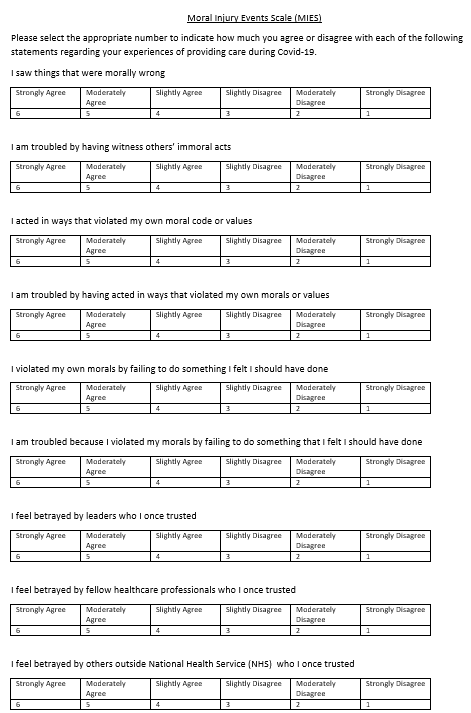 Moral Injury Events Scale (MIES)
Please select the appropriate number to indicate how much you agree or disagree with each of the following
statements regarding your experiences of providing care during Covid-19.
I saw things that were morally wrong
Strongly Agree Moderately Agree Slightly Agree Slightly Disagree Moderately Disagree Strongly Disagree
6 5 4 3 2 1
I am troubled by having witness others' immoral acts
Strongly Agree Moderately Agree Slightly Agree Slightly Disagree Moderately Disagree Strongly Disagree
6 5 4 3 2 1
I acted in ways that violated my own moral code or values
Strongly Agree Moderately Agree Slightly Agree Slightly Disagree Moderately Disagree Strongly Disagree
6 5 4 3 2 1
I am troubled by having acted in ways that violated my own morals or values
Strongly Agree Moderately Agree Slightly Agree Slightly Disagree Moderately Disagree Strongly Disagree
6 5 4 3 2 1
I violated my own morals by failing to do something I felt I should have done
Strongly Agree Moderately Agree Slightly Agree Slightly Disagree Moderately Disagree Strongly Disagree
6 5 4 3 2 1
I am troubled because I violated my morals by failing to do something that I felt I should have done
Strongly Agree Moderately Agree Slightly Agree Slightly Disagree Moderately Disagree Strongly Disagree
6 5 4 3 2 1
I feel betrayed by leaders who I once trusted
Strongly Agree Moderately Agree Slightly Agree Slightly Disagree Moderately Disagree Strongly Disagree
6 5 4 3 2 1
I feel betrayed by fellow healthcare professionals who I once trusted
Strongly Agree Moderately Agree Slightly Agree Slightly Disagree Moderately Disagree Strongly Disagree
6 5 4 3 2 1
I feel betrayed by others outside National Health Service (NHS) who I once trusted
Strongly Agree Moderately Agree Slightly Agree Slightly Disagree Moderately Disagree Strongly Disagree
6 5 4 3 2 1